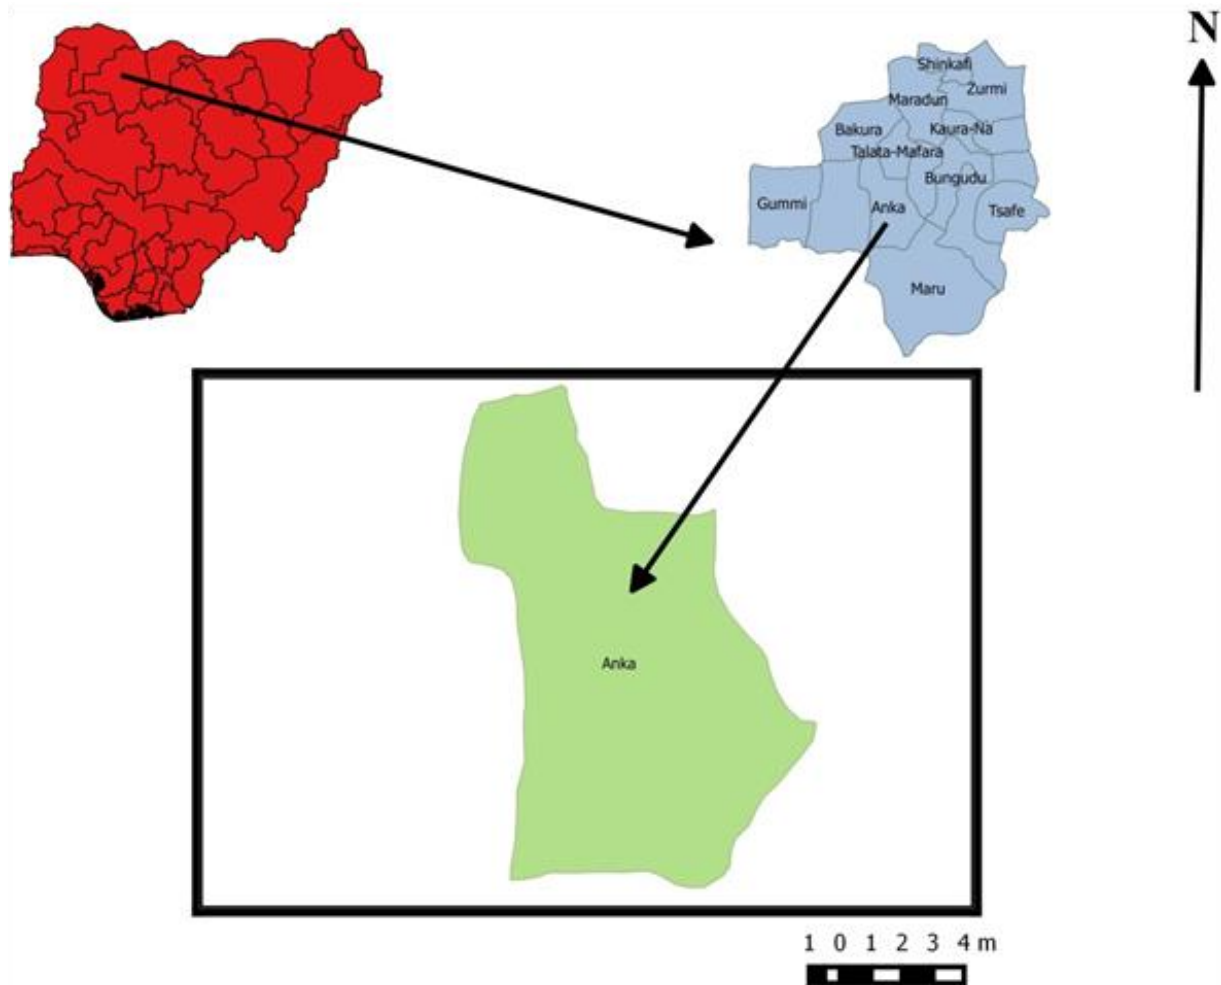 N
Shinkafi
Zurmi
Maradun
Bakura
Kaura-Na
Talata-Mafara
Bungudu
Gummi
Anka
Tsafe
Maru
Anka
1 0 1 2 3 4 m